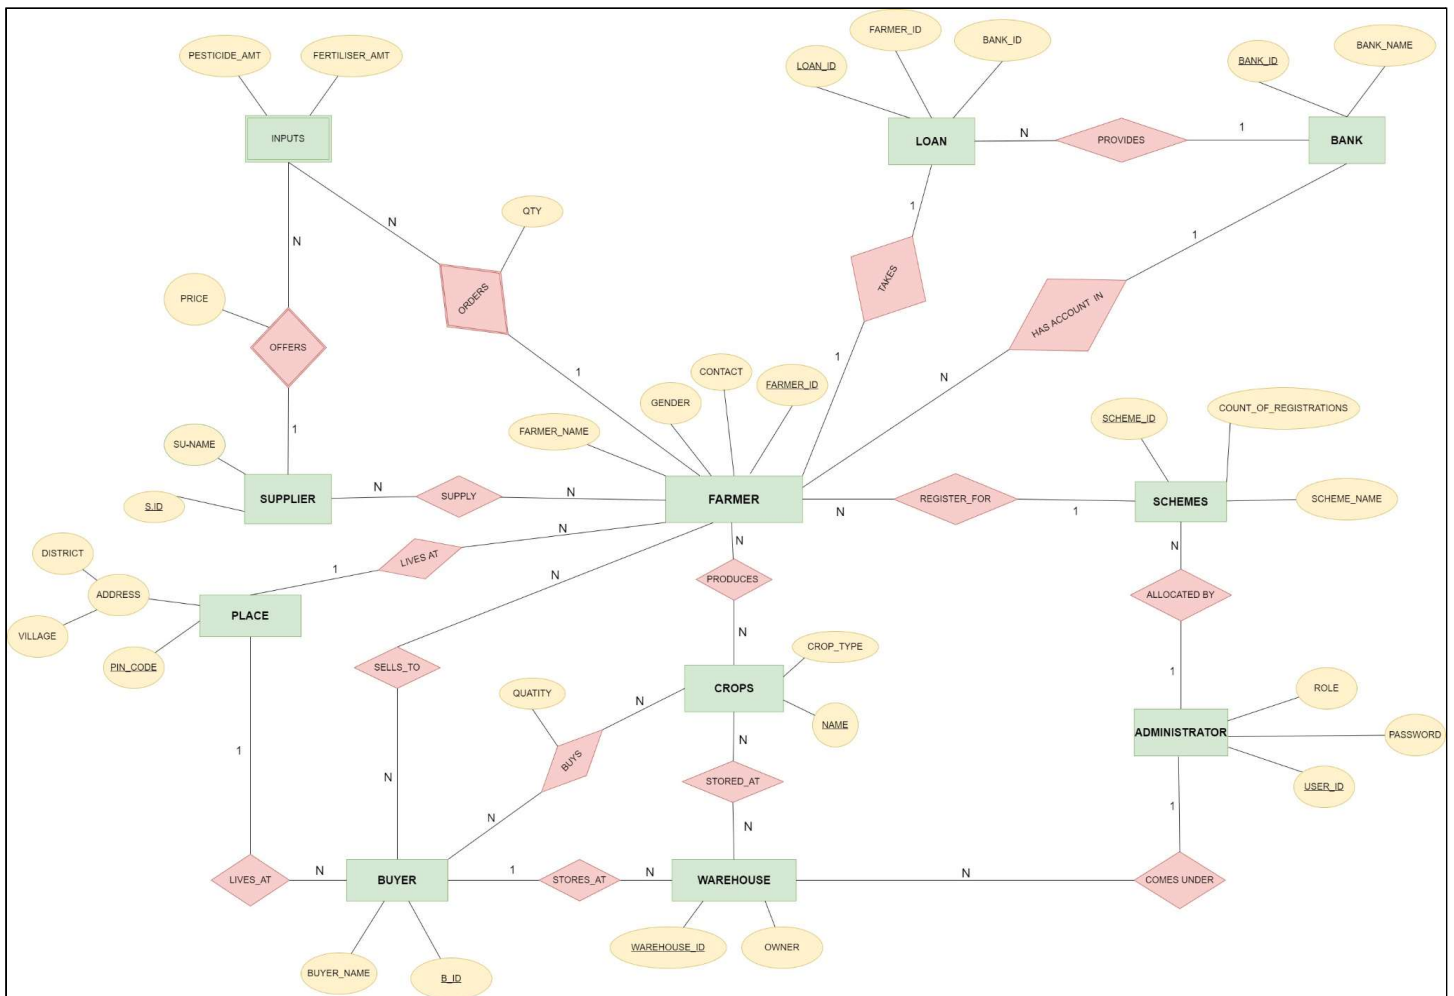 FARMER_ID
BANK_ID
BANK_NAME
PESTICIDE_AMT
FERTILISER_AMT
LOAN_ID
BANK_ID
INPUTS
LOAN
N
PROVIDES
1
BANK
N
QTY
1
1
N
ORDERS
TAKES
PRICE
HAS ACCOUNT IN
OFFERS
1
1
CONTACT
FARMER_ID
N
GENDER
COUNT_OF_REGISTRATIONS
SCHEME_ID
1
FARMER_NAME
SU-NAME
SUPPLIER
N
SUPPLY
N
FARMER
N
REGISTER_FOR
1
SCHEMES
SCHEME_NAME
S.ID
N
N
N
DISTRICT
LIVES AT
1
N
PRODUCES
ADDRESS
ALLOCATED BY
PLACE
VILLAGE
N
CROP_TYPE
PIN_CODE
SELLS_TO
1
CROPS
ROLE
QUATITY
N
NAME
ADMINISTRATOR
PASSWORD
1
N
BUYS
N
STORED_AT
USER_ID
1
N
N
LIVES_AT
N
BUYER
1
STORES_AT
N
WAREHOUSE
N
COMES UNDER
WAREHOUSE_ID
OWNER
BUYER_NAME
B_ID